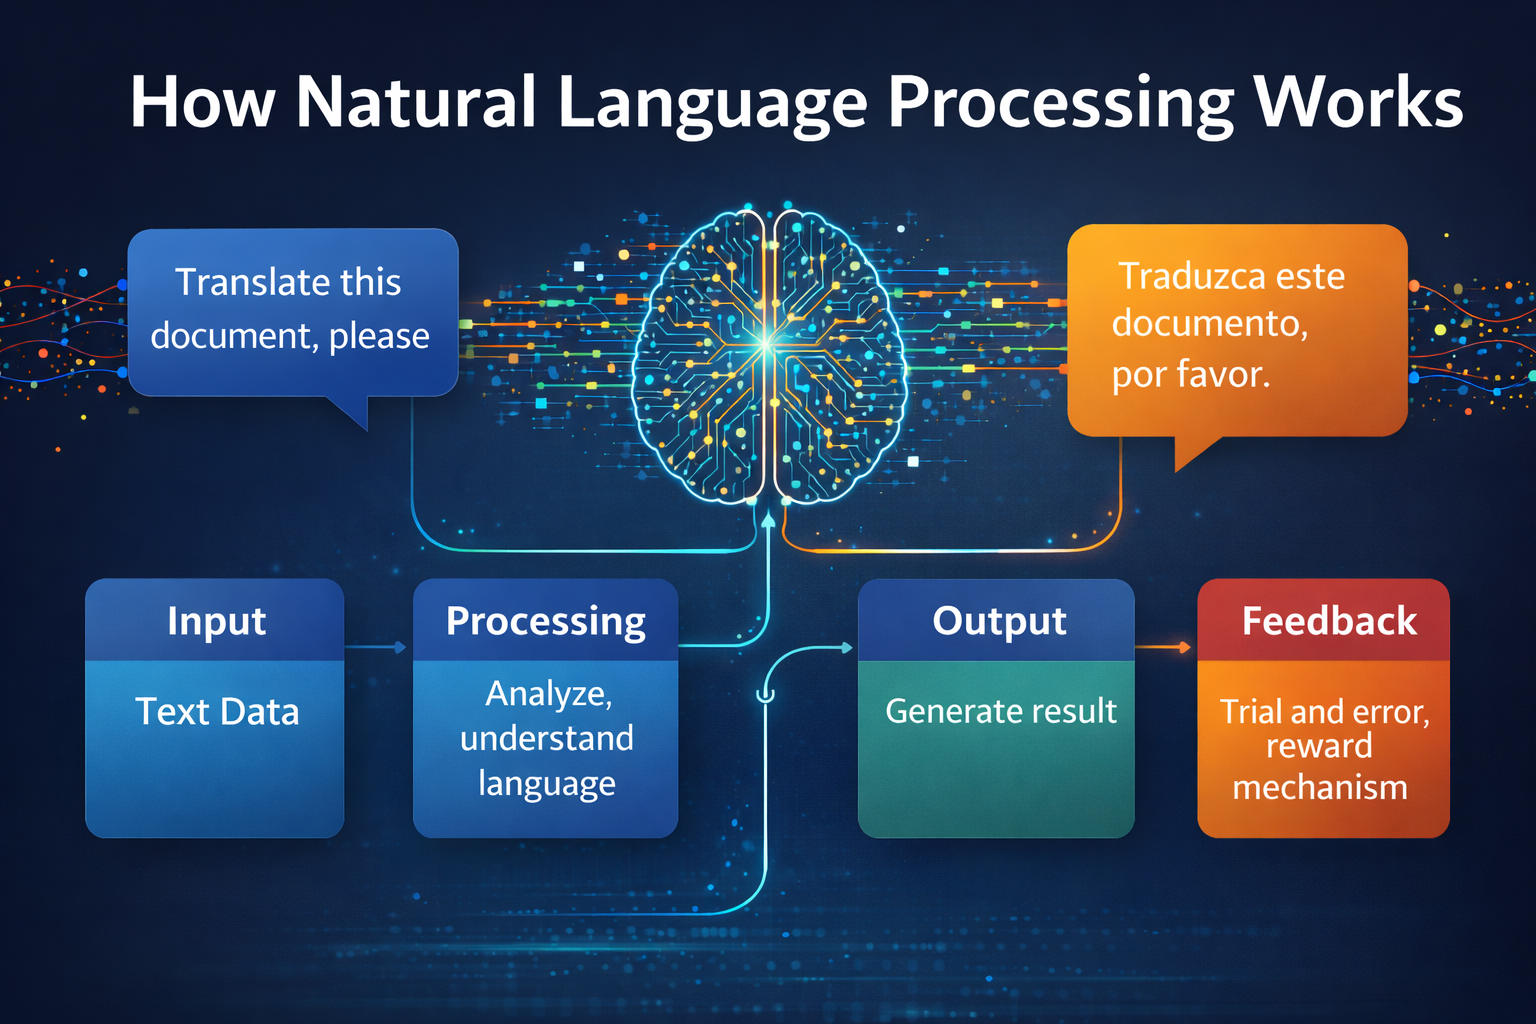 How Natural Language Processing Works
Translate this
document, please
Traduzca este
documento,
por favor.
Input
Text Data
Processing
Analyze,
understand
language
Output
Generate result
Feedback
Trial and error,
reward
mechanism